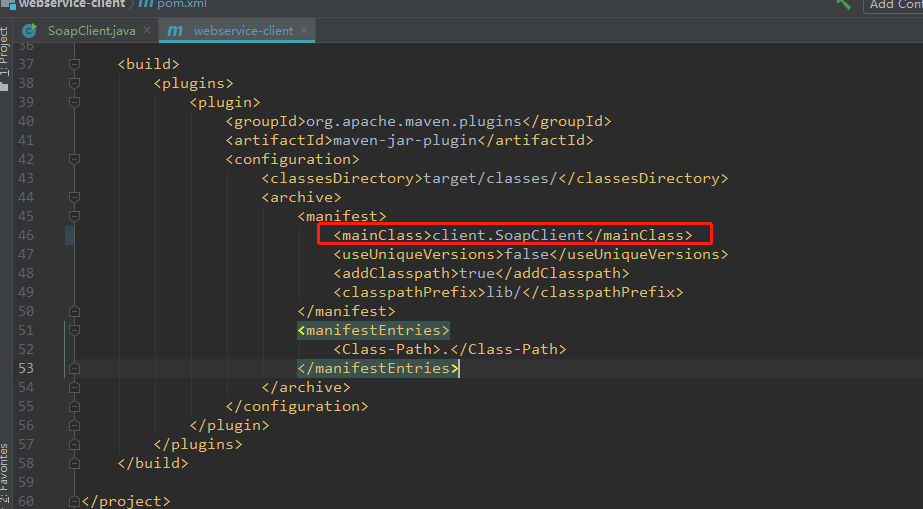 webservice-client / m pom.xml
Add Conf
SoapClient.java × m webservice-client ×
1: Project
36
37 <build>
38 <plugins>
39 <plugin>
40 <groupId>org.apache.maven.plugins</groupId>
41 <artifactId>maven-jar-plugin</artifactId>
42 <configuration>
43 <classesDirectory>target/classes/</classesDirectory>
44 <archive>
45 <manifest>
46 <mainClass>client.SoapClient</mainClass>
47 <useUniqueVersions>false</useUniqueVersions>
48 <addClasspath>true</addClasspath>
49 <classpathPrefix>lib/</classpathPrefix>
50 </manifest>
51 <manifestEntries>
52 <Class-Path>.</Class-Path>
53 </manifestEntries>
54 </archive>
55 </configuration>
56 </plugin>
57 </plugins>
58 </build>
59
60 </project>
2: Favorites